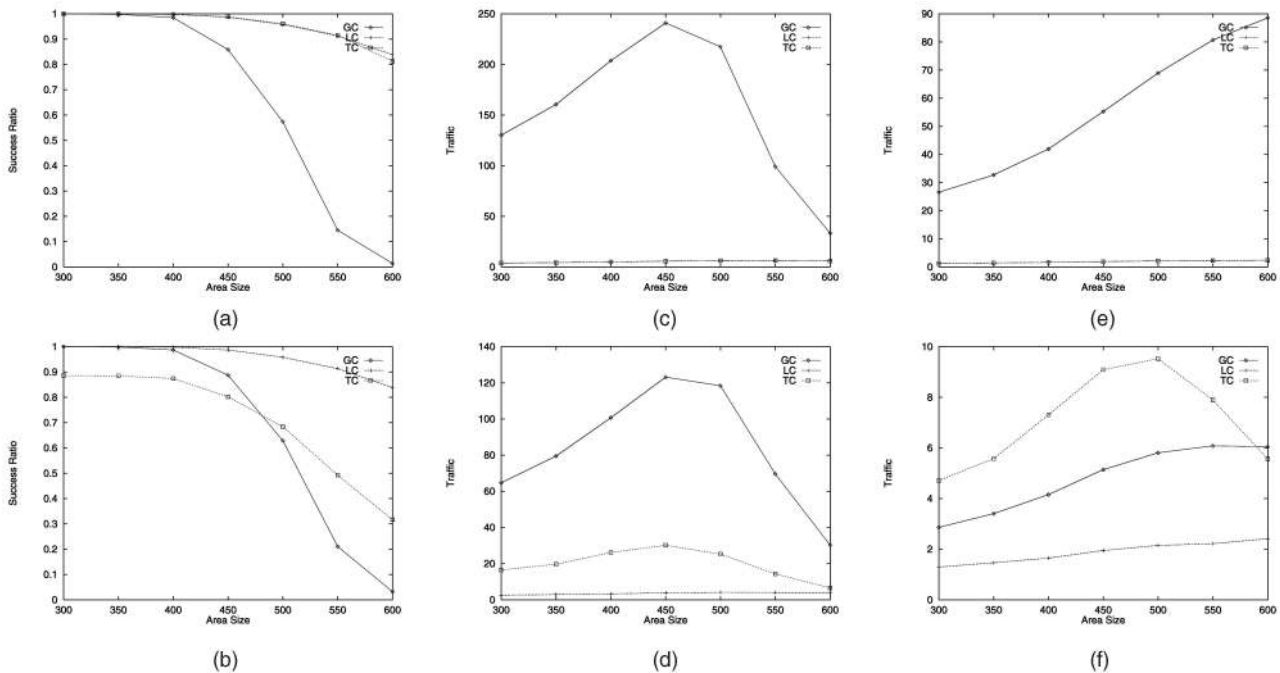 1
0.9
0.8
0.7
0.6
0.5
0.4
0.3
0.2
0.1
0
Success Ratio
300 350 400 450 500 550 600
Area Size
GC
LC
TC
(a)
250
200
150
100
50
0
Traffic
300 350 400 450 500 550 600
Area Size
GC
LC
TC
(c)
90
80
70
60
50
40
30
20
10
0
Traffic
300 350 400 450 500 550 600
Area Size
GC
LC
TC
(e)
1
0.9
0.8
0.7
0.6
0.5
0.4
0.3
0.2
0.1
0
Success Ratio
300 350 400 450 500 550 600
Area Size
GC
LC
TC
(b)
140
120
100
80
60
40
20
0
Traffic
300 350 400 450 500 550 600
Area Size
GC
LC
TC
(d)
10
8
6
4
2
0
Traffic
300 350 400 450 500 550 600
Area Size
GC
LC
TC
(f)